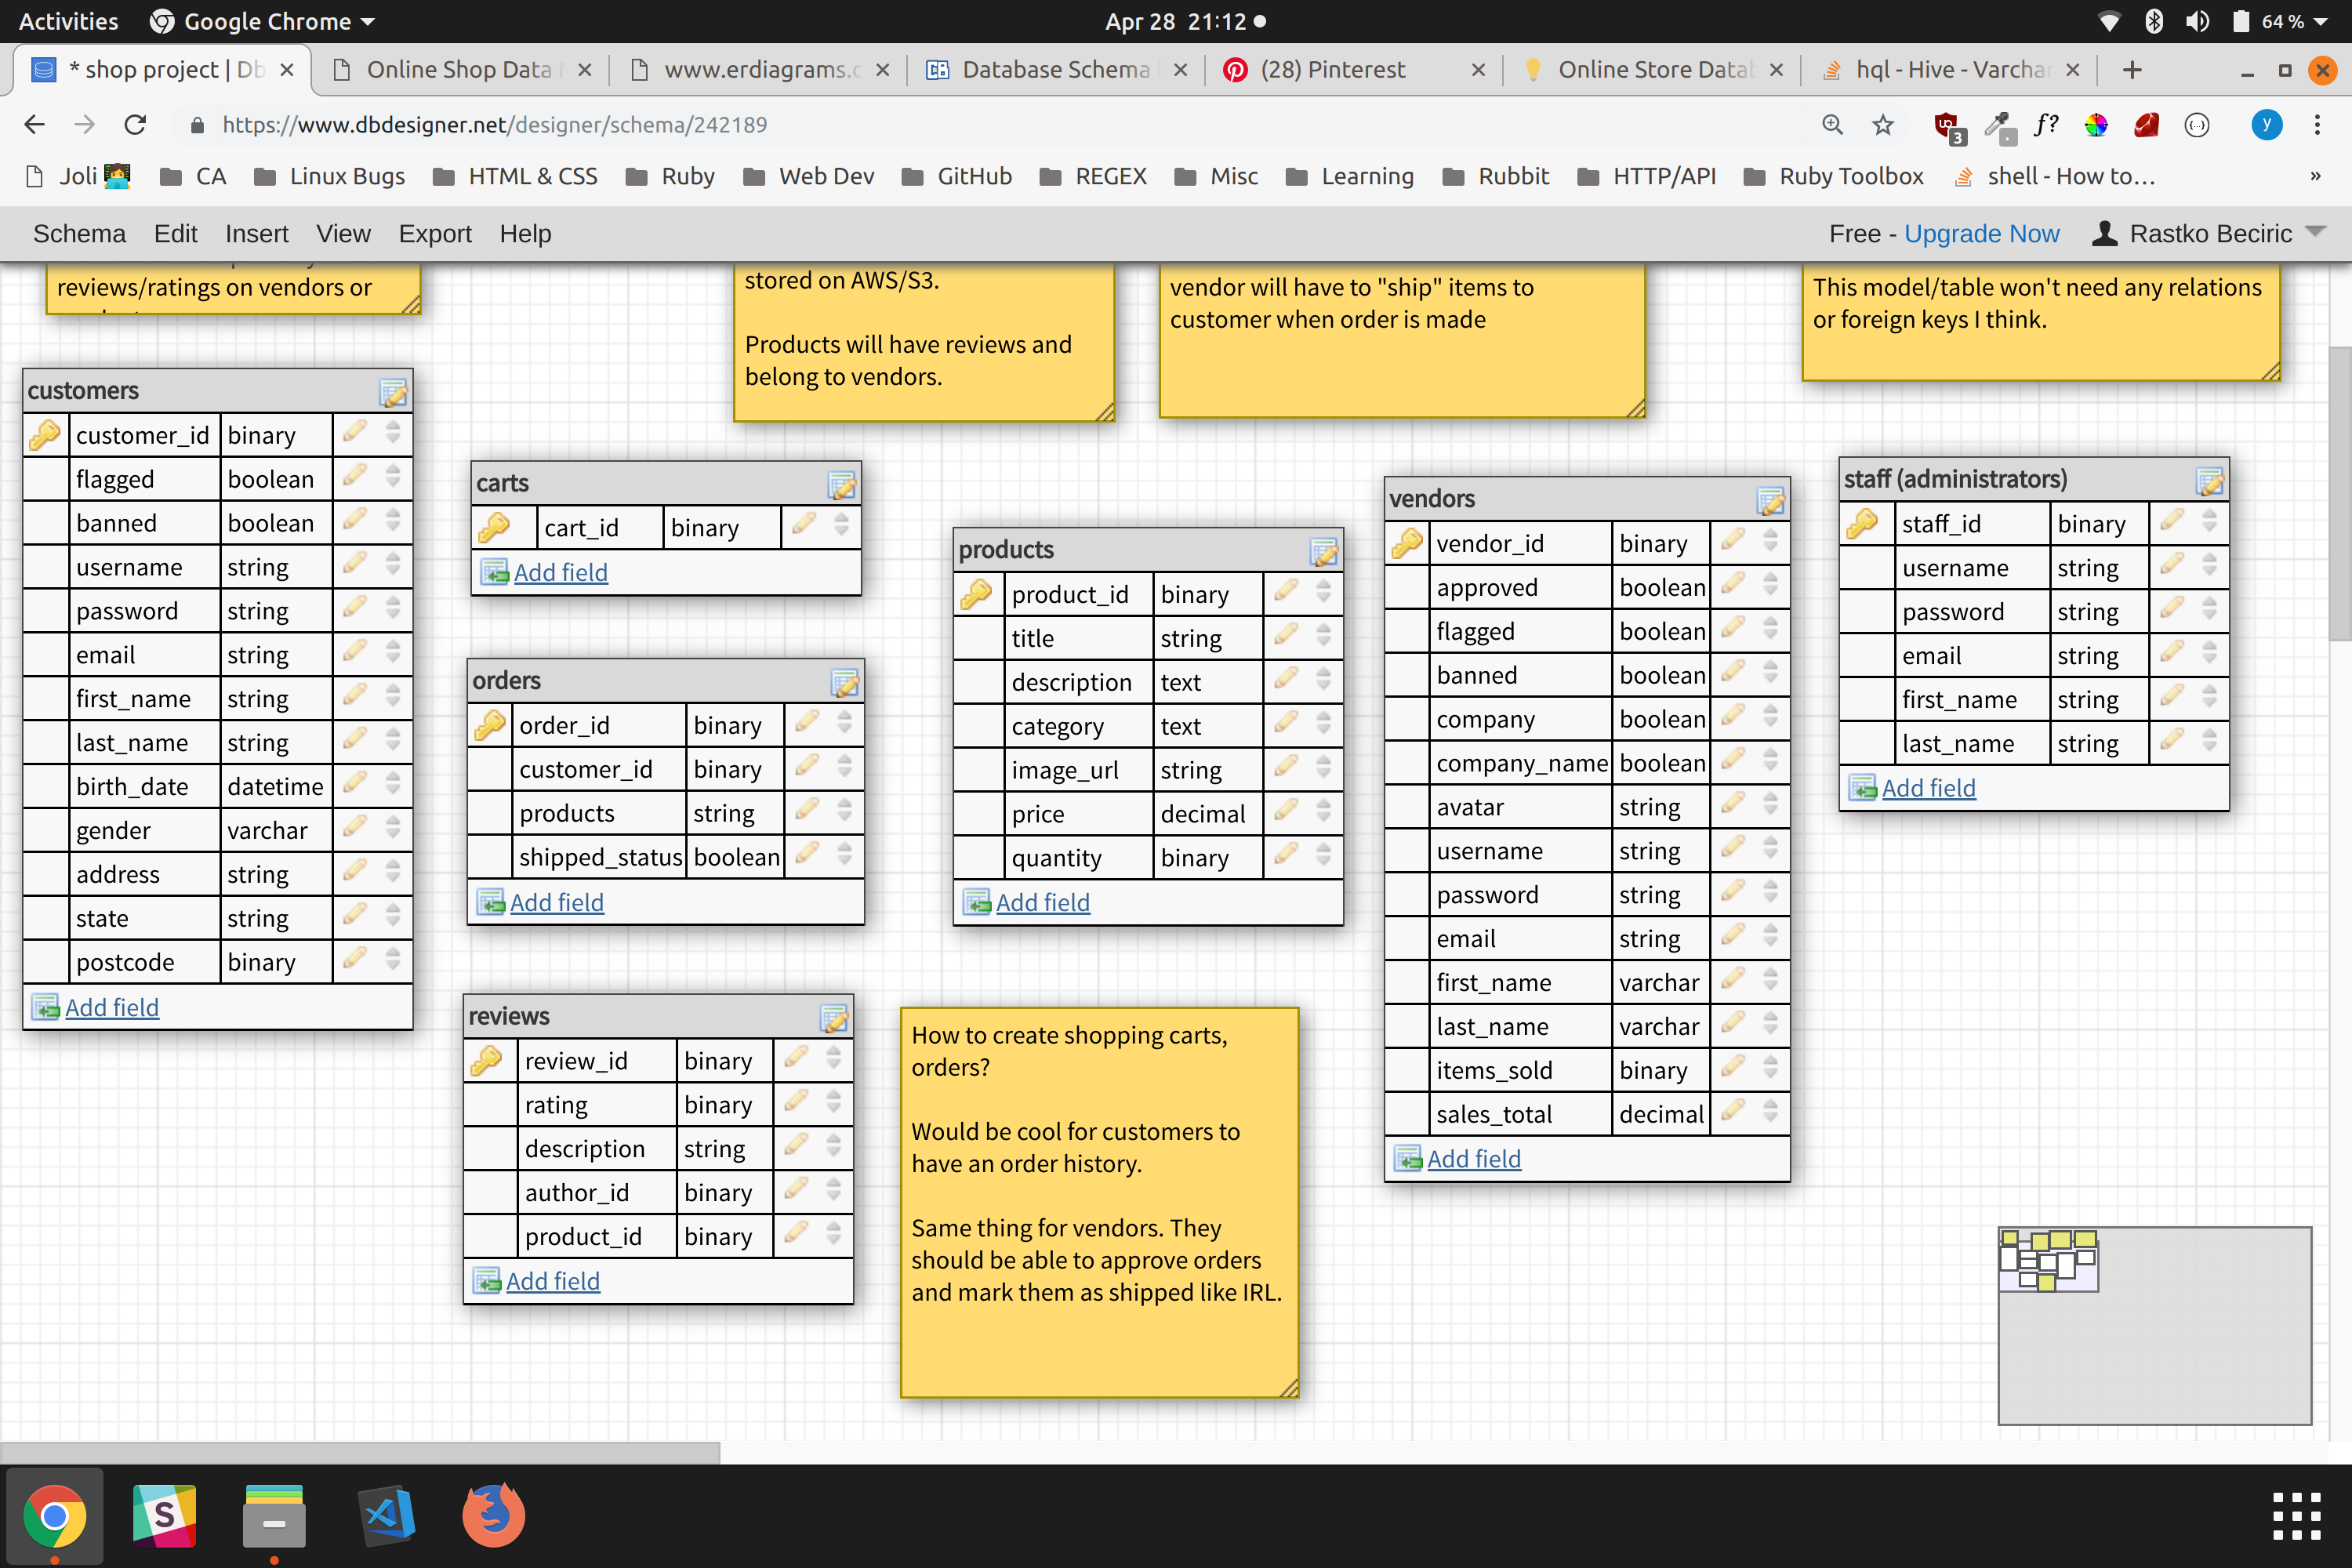 Activities Google Chrome Apr 28 21:12 64 %
* shop project | Db Online Shop Data www.erdiagrams.c Database Schema (28) Pinterest Online Store Datab hql - Hive - Varchar
https://www.dbdesigner.net/designer/schema/242189 3 f? y
Joli CA Linux Bugs HTML & CSS Ruby Web Dev GitHub REGEX Misc Learning Rubbit HTTP/API Ruby Toolbox shell - How to… »
Schema Edit Insert View Export Help Free - Upgrade Now Rastko Beciric
reviews/ratings on vendors or
stored on AWS/S3.
Products will have reviews and
belong to vendors.
vendor will have to "ship" items to
customer when order is made
This model/table won't need any relations
or foreign keys I think.
customers
customer_id binary
flagged boolean
banned boolean
username string
password string
email string
first_name string
last_name string
birth_date datetime
gender varchar
address string
state string
postcode binary
Add field
carts
cart_id binary
Add field
orders
order_id binary
customer_id binary
products string
shipped_status boolean
Add field
reviews
review_id binary
rating binary
description string
author_id binary
product_id binary
Add field
products
product_id binary
title string
description text
category text
image_url string
price decimal
quantity binary
Add field
How to create shopping carts,
orders?
Would be cool for customers to
have an order history.
Same thing for vendors. They
should be able to approve orders
and mark them as shipped like IRL.
vendors
vendor_id binary
approved boolean
flagged boolean
banned boolean
company boolean
company_name boolean
avatar string
username string
password string
email string
first_name varchar
last_name varchar
items_sold binary
sales_total decimal
Add field
staff (administrators)
staff_id binary
username string
password string
email string
first_name string
last_name string
Add field
S